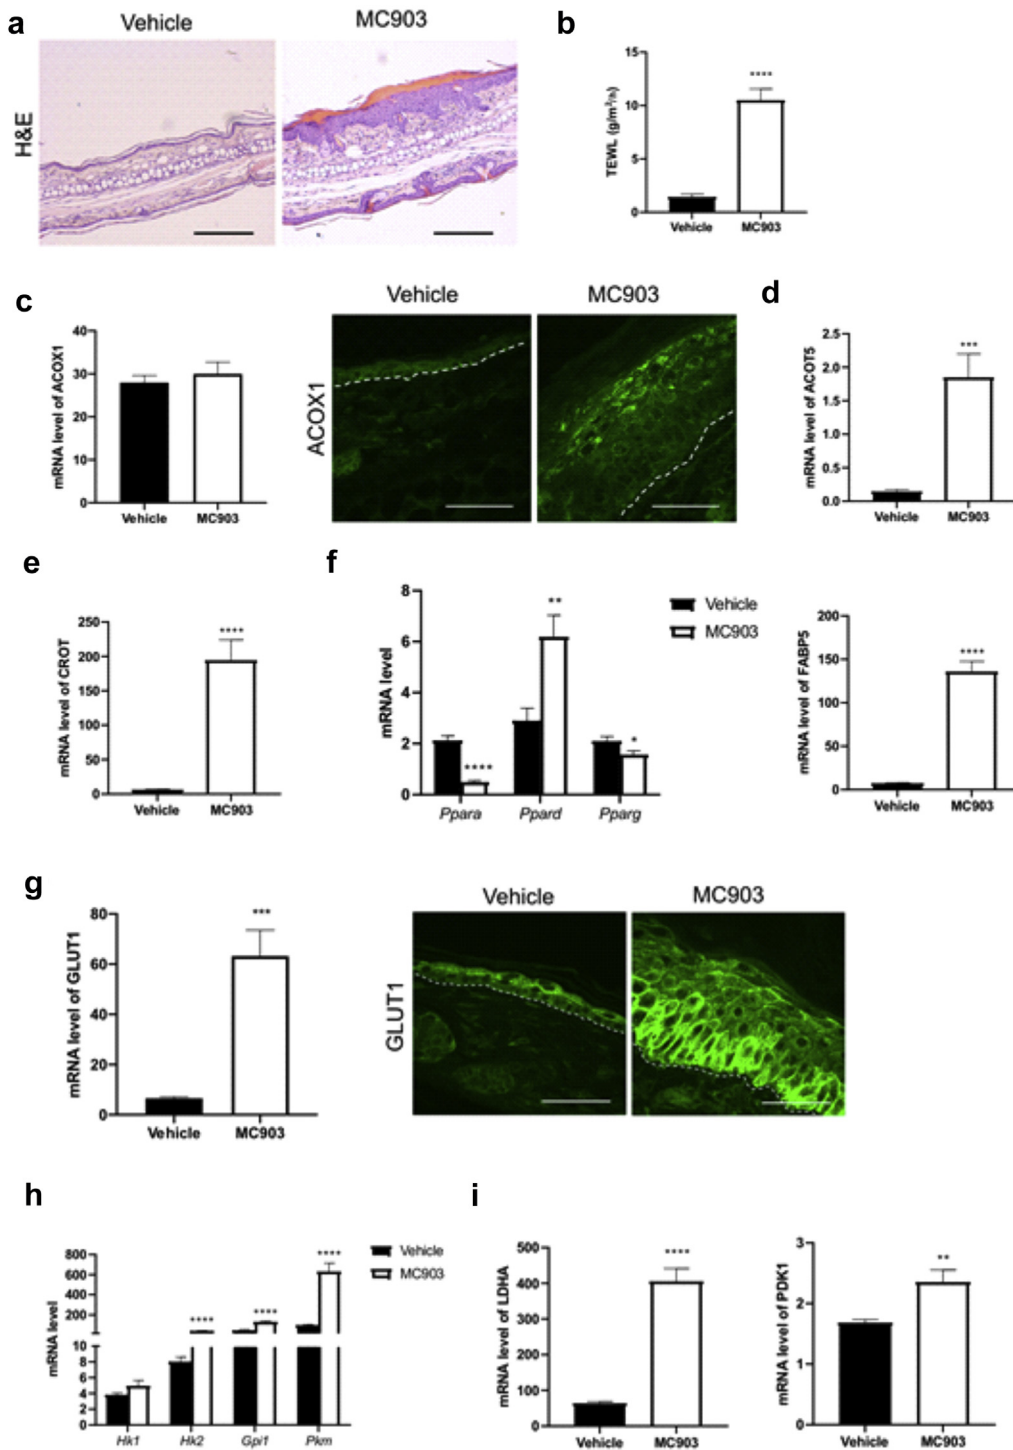 a
Vehicle
MC903
H&E
b
TEWL (g/m²/h)
15
10
5
0
****
Vehicle
MC903
c
mRNA level of ACOX1
40
30
20
10
0
Vehicle
MC903
Vehicle
MC903
ACOX1
d
mRNA level of ACOT5
2.5
2.0
1.5
1.0
0.5
0.0
***
Vehicle
MC903
e
mRNA level of CROT
250
200
150
100
50
0
****
Vehicle
MC903
f
mRNA level
8
6
4
2
0
****
**
*
Ppara
Ppard
Pparg
Vehicle
MC903
mRNA level of FABP5
200
150
100
50
0
****
Vehicle
MC903
g
mRNA level of GLUT1
80
60
40
20
0
***
Vehicle
MC903
Vehicle
MC903
GLUT1
h
mRNA level
800
600
400
200
10
8
6
4
2
0
****
****
****
Hk1
Hk2
Gpi1
Pkm
Vehicle
MC903
i
mRNA level of LDHA
500
400
300
200
100
0
****
Vehicle
MC903
mRNA level of PDK1
3
2
1
0
**
Vehicle
MC903